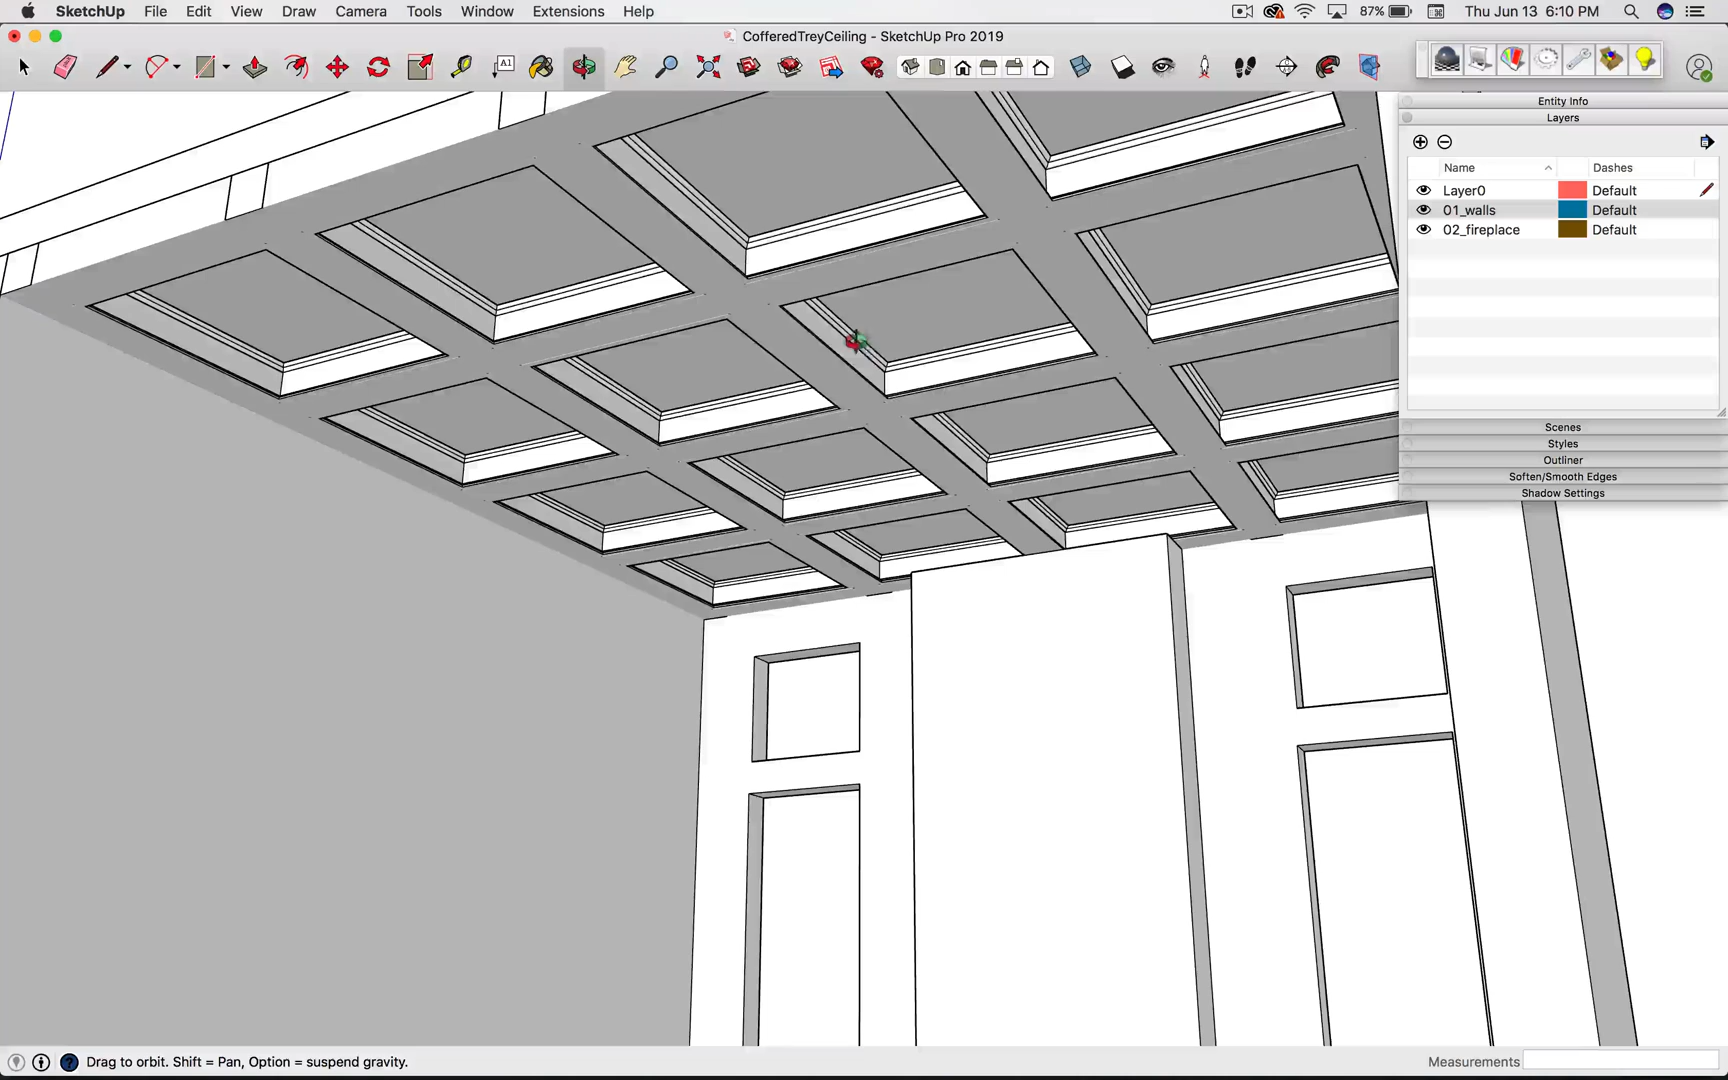 SketchUp File Edit View Draw Camera Tools Window Extensions Help 87% Thu Jun 13 6:10 PM
CofferedTreyCeiling - SketchUp Pro 2019
A1
Entity Info
Layers
Name Dashes
Layer0 Default
01_walls Default
02_fireplace Default
Scenes
Styles
Outliner
Soften/Smooth Edges
Shadow Settings
Drag to orbit. Shift = Pan, Option = suspend gravity.
Measurements